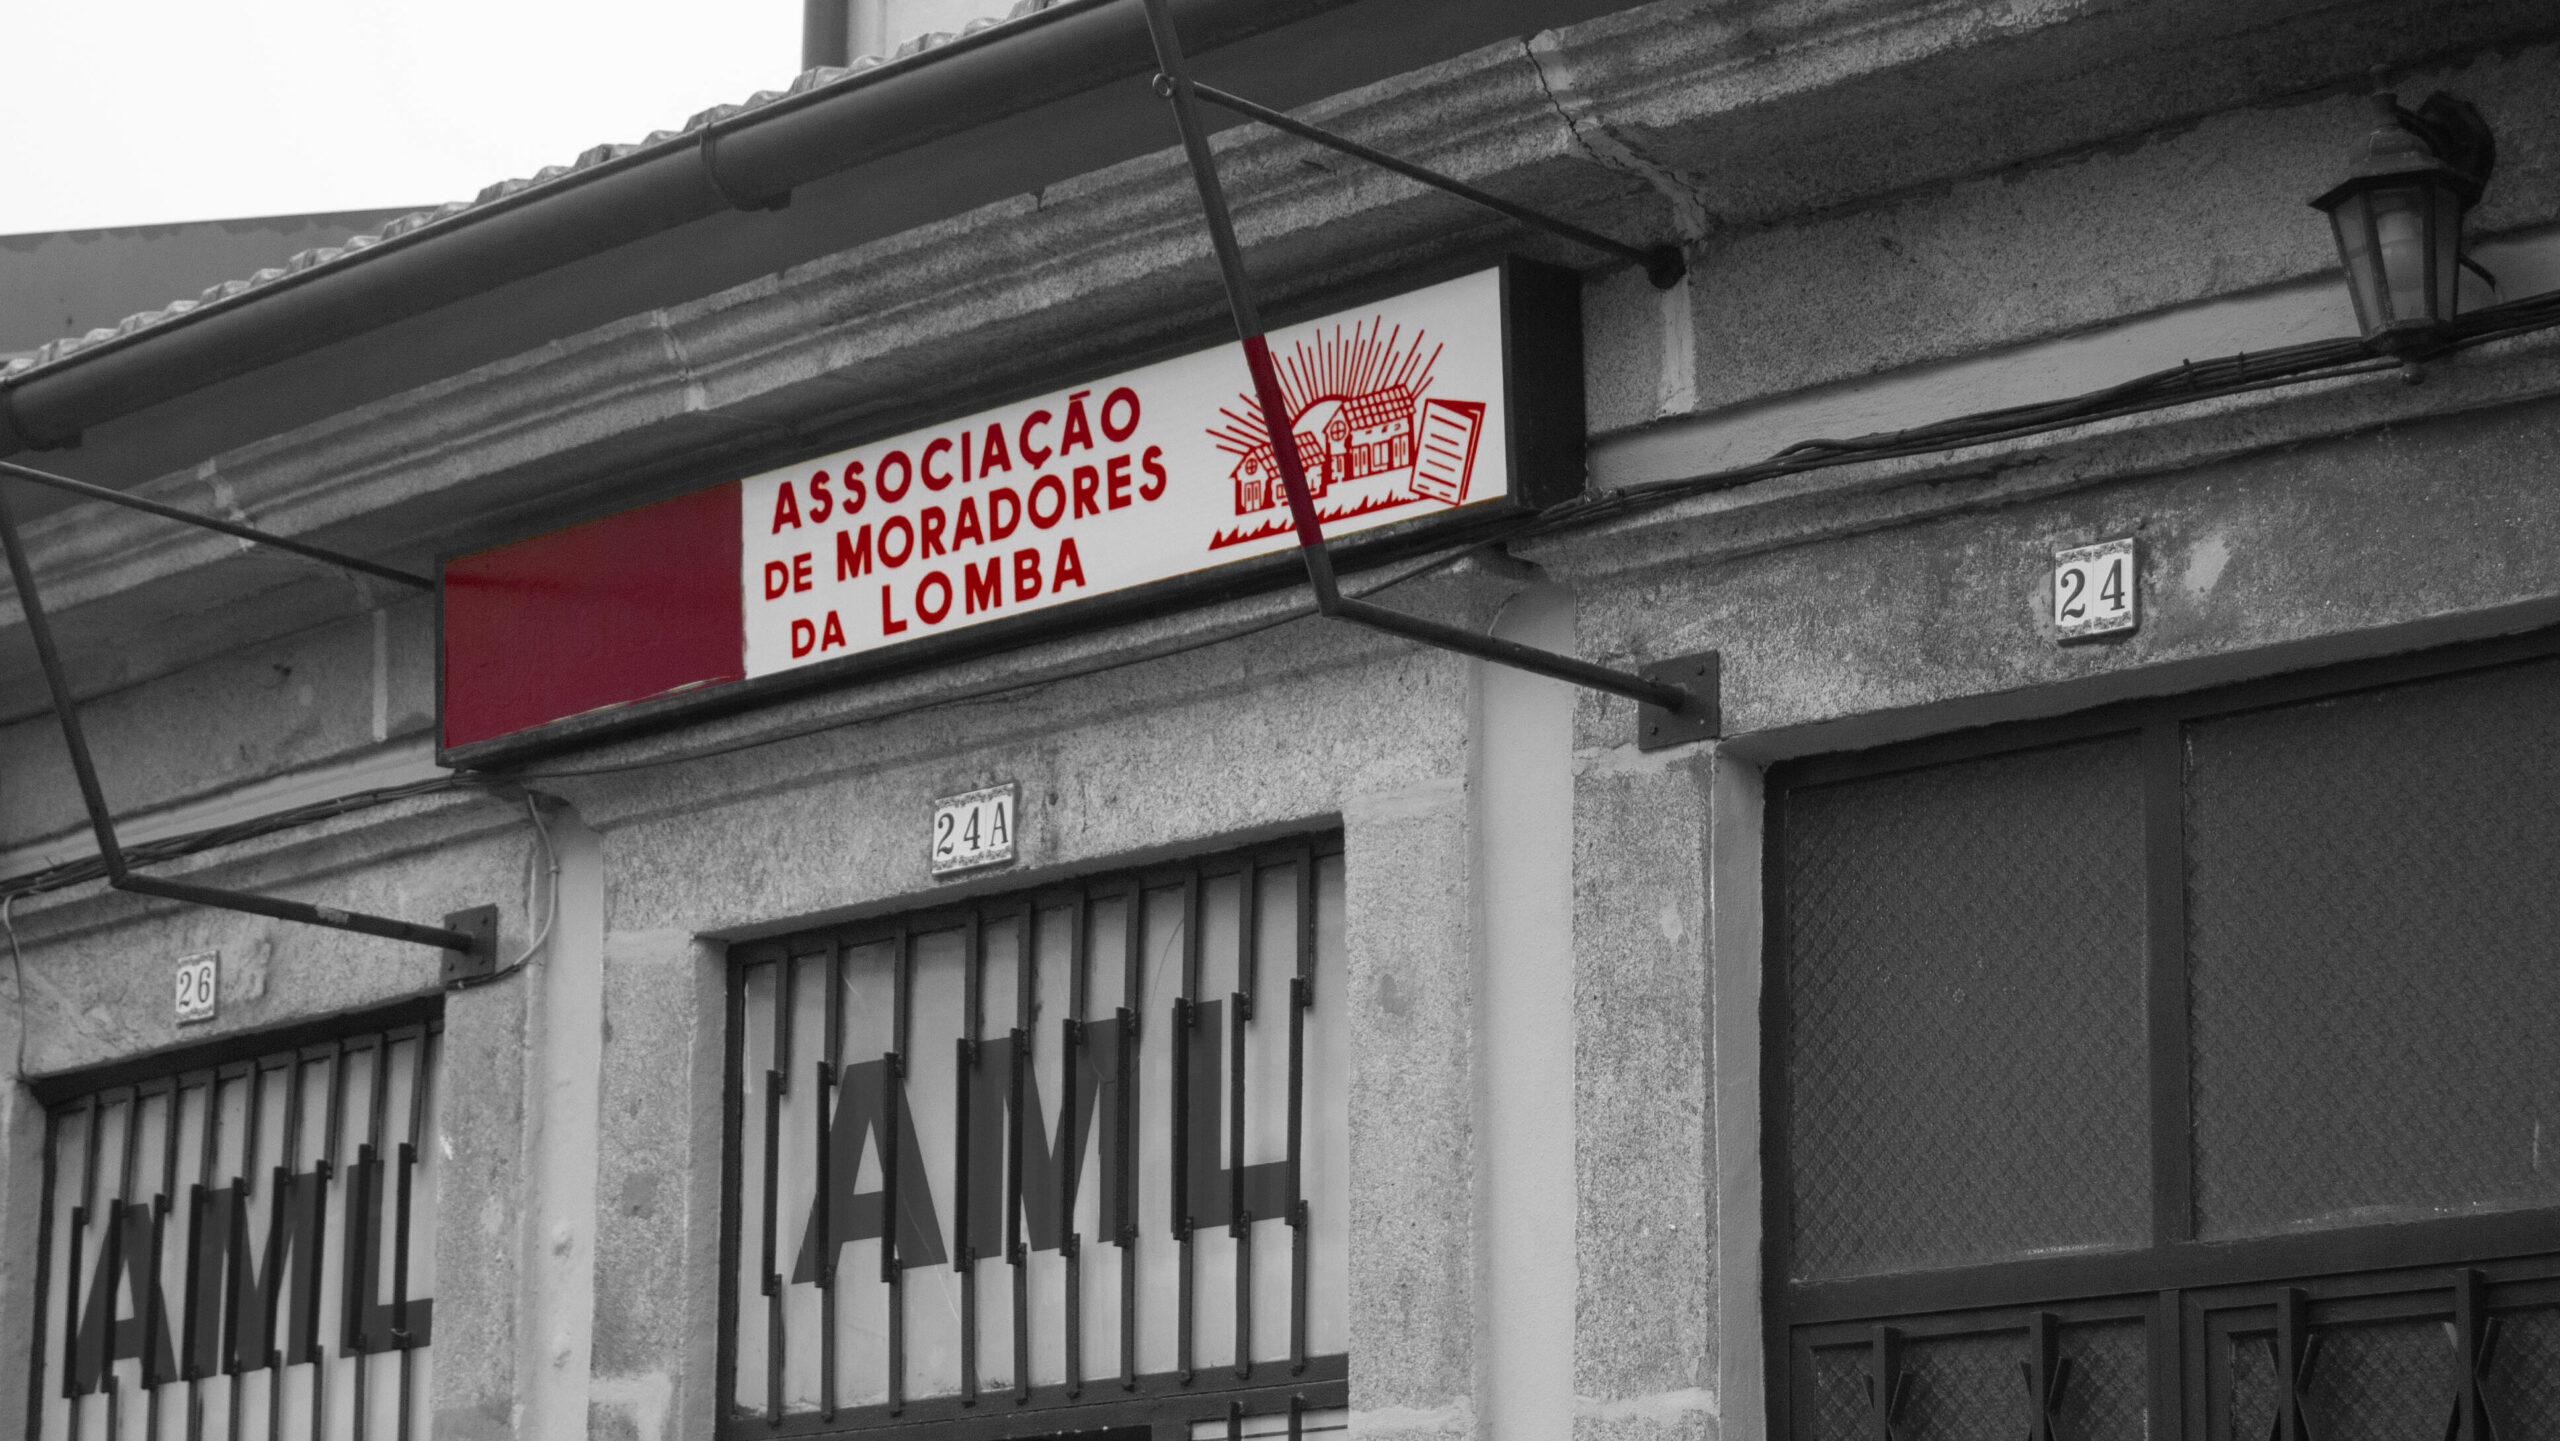 ASSOCIAÇÃO
DE MORADORES
DA LOMBA
24
24A
26
AML
AML